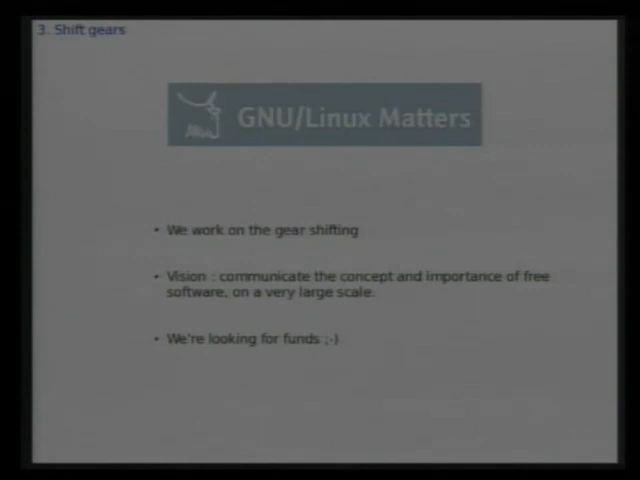 3. Shift gears
GNU/Linux Matters
• We work on the gear shifting
• Vision : communicate the concept and importance of free
software, on a very large scale.
• We're looking for funds ;-)